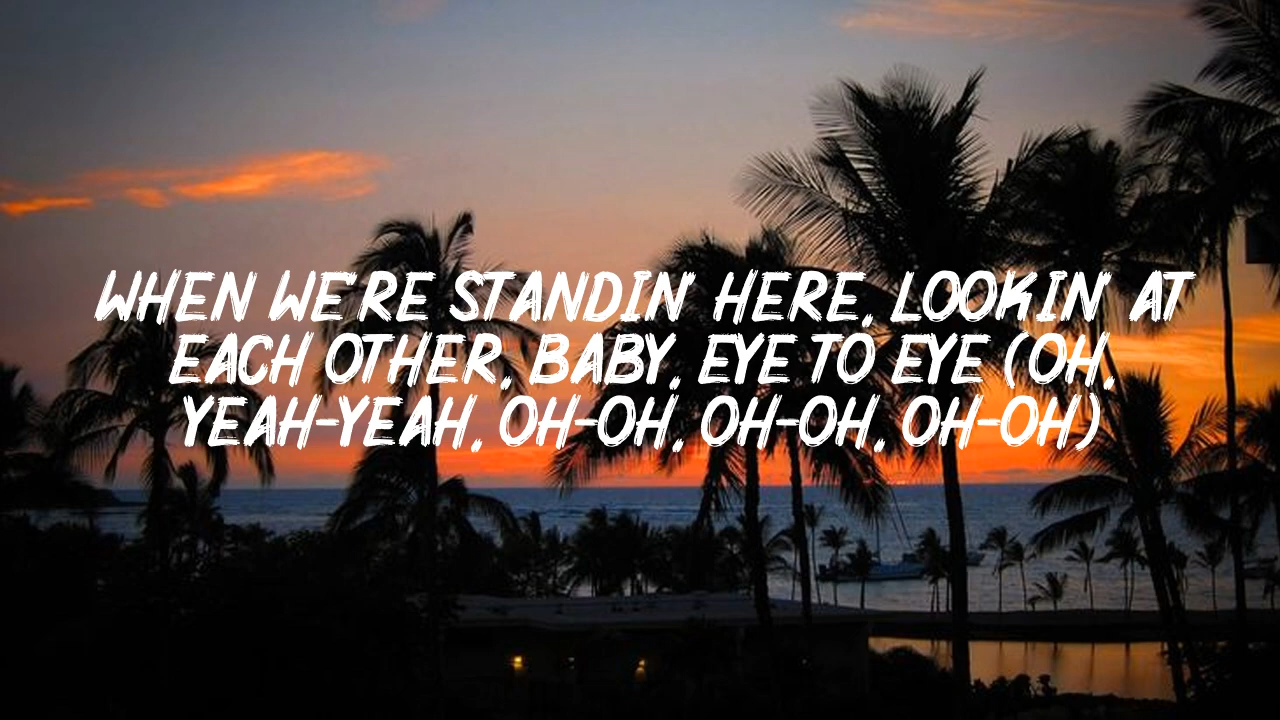 WHEN WE'RE STANDIN' HERE, LOOKIN' AT
EACH OTHER, BABY, EYE TO EYE (OH,
YEAH-YEAH, OH-OH, OH-OH, OH-OH)